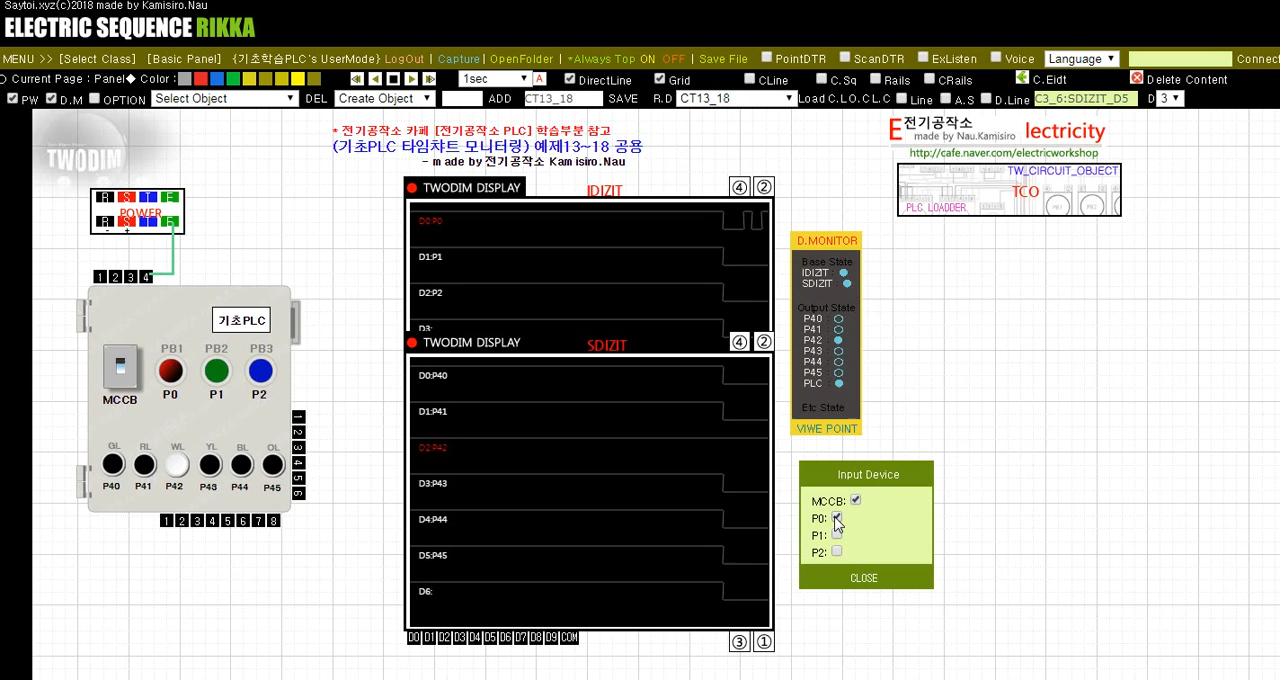 Saytoi.xyz(c)2018 made by Kamisiro.Nau
ELECTRIC SEQUENCE RIKKA
MENU >> [Select Class] [Basic Panel] {기초학습PLC's UserMode} LogOut | Capture | OpenFolder | *Always Top ON OFF | Save File PointDTR ScanDTR ExListen Voice Language Connect
Current Page : Panel◆ Color : 1sec A DirectLine Grid CLine C.Sq Rails CRails C.Eidt Delete Content
PW D.M OPTION Select Object DEL Create Object ADD CT13_18 SAVE R.D CT13_18 Load C.L.O.C.L.C Line A.S D.Line C3_6:SDIZIT_D5 D 3
TWODIM
* 전기공작소 카페 [전기공작소 PLC] 학습부분 참고
(기초PLC 타임챠트 모니터링) 예제13~18 공용
- made by 전기공작소 Kamisiro.Nau
E 전기공작소
made by Nau.Kamisiro lectricity
http://cafe.naver.com/electricworkshop
TW_CIRCUIT_OBJECT
TCO
PLC LOADDER
PB1 PB2
R S T E
POWER
R S T E
- +
1 2 3 4
기초PLC
PB1 PB2 PB3
MCCB P0 P1 P2
GL RL WL YL BL OL
P40 P41 P42 P43 P44 P45
1 2 3 4 5 6
1 2 3 4 5 6 7 8
TWODIM DISPLAY IDIZIT ④ ②
D0:P0
D1:P1
D2:P2
D3:
TWODIM DISPLAY SDIZIT ④ ②
D0:P40
D1:P41
D2:P42
D3:P43
D4:P44
D5:P45
D6:
D0 D1 D2 D3 D4 D5 D6 D7 D8 D9 COM ③ ①
D.MONITOR
Base State
IDIZIT :
SDIZIT :
Output State
P40 :
P41 :
P42 :
P43 :
P44 :
P45 :
PLC :
Etc State
VIWE POINT
Input Device
MCCB:
P0:
P1:
P2:
CLOSE